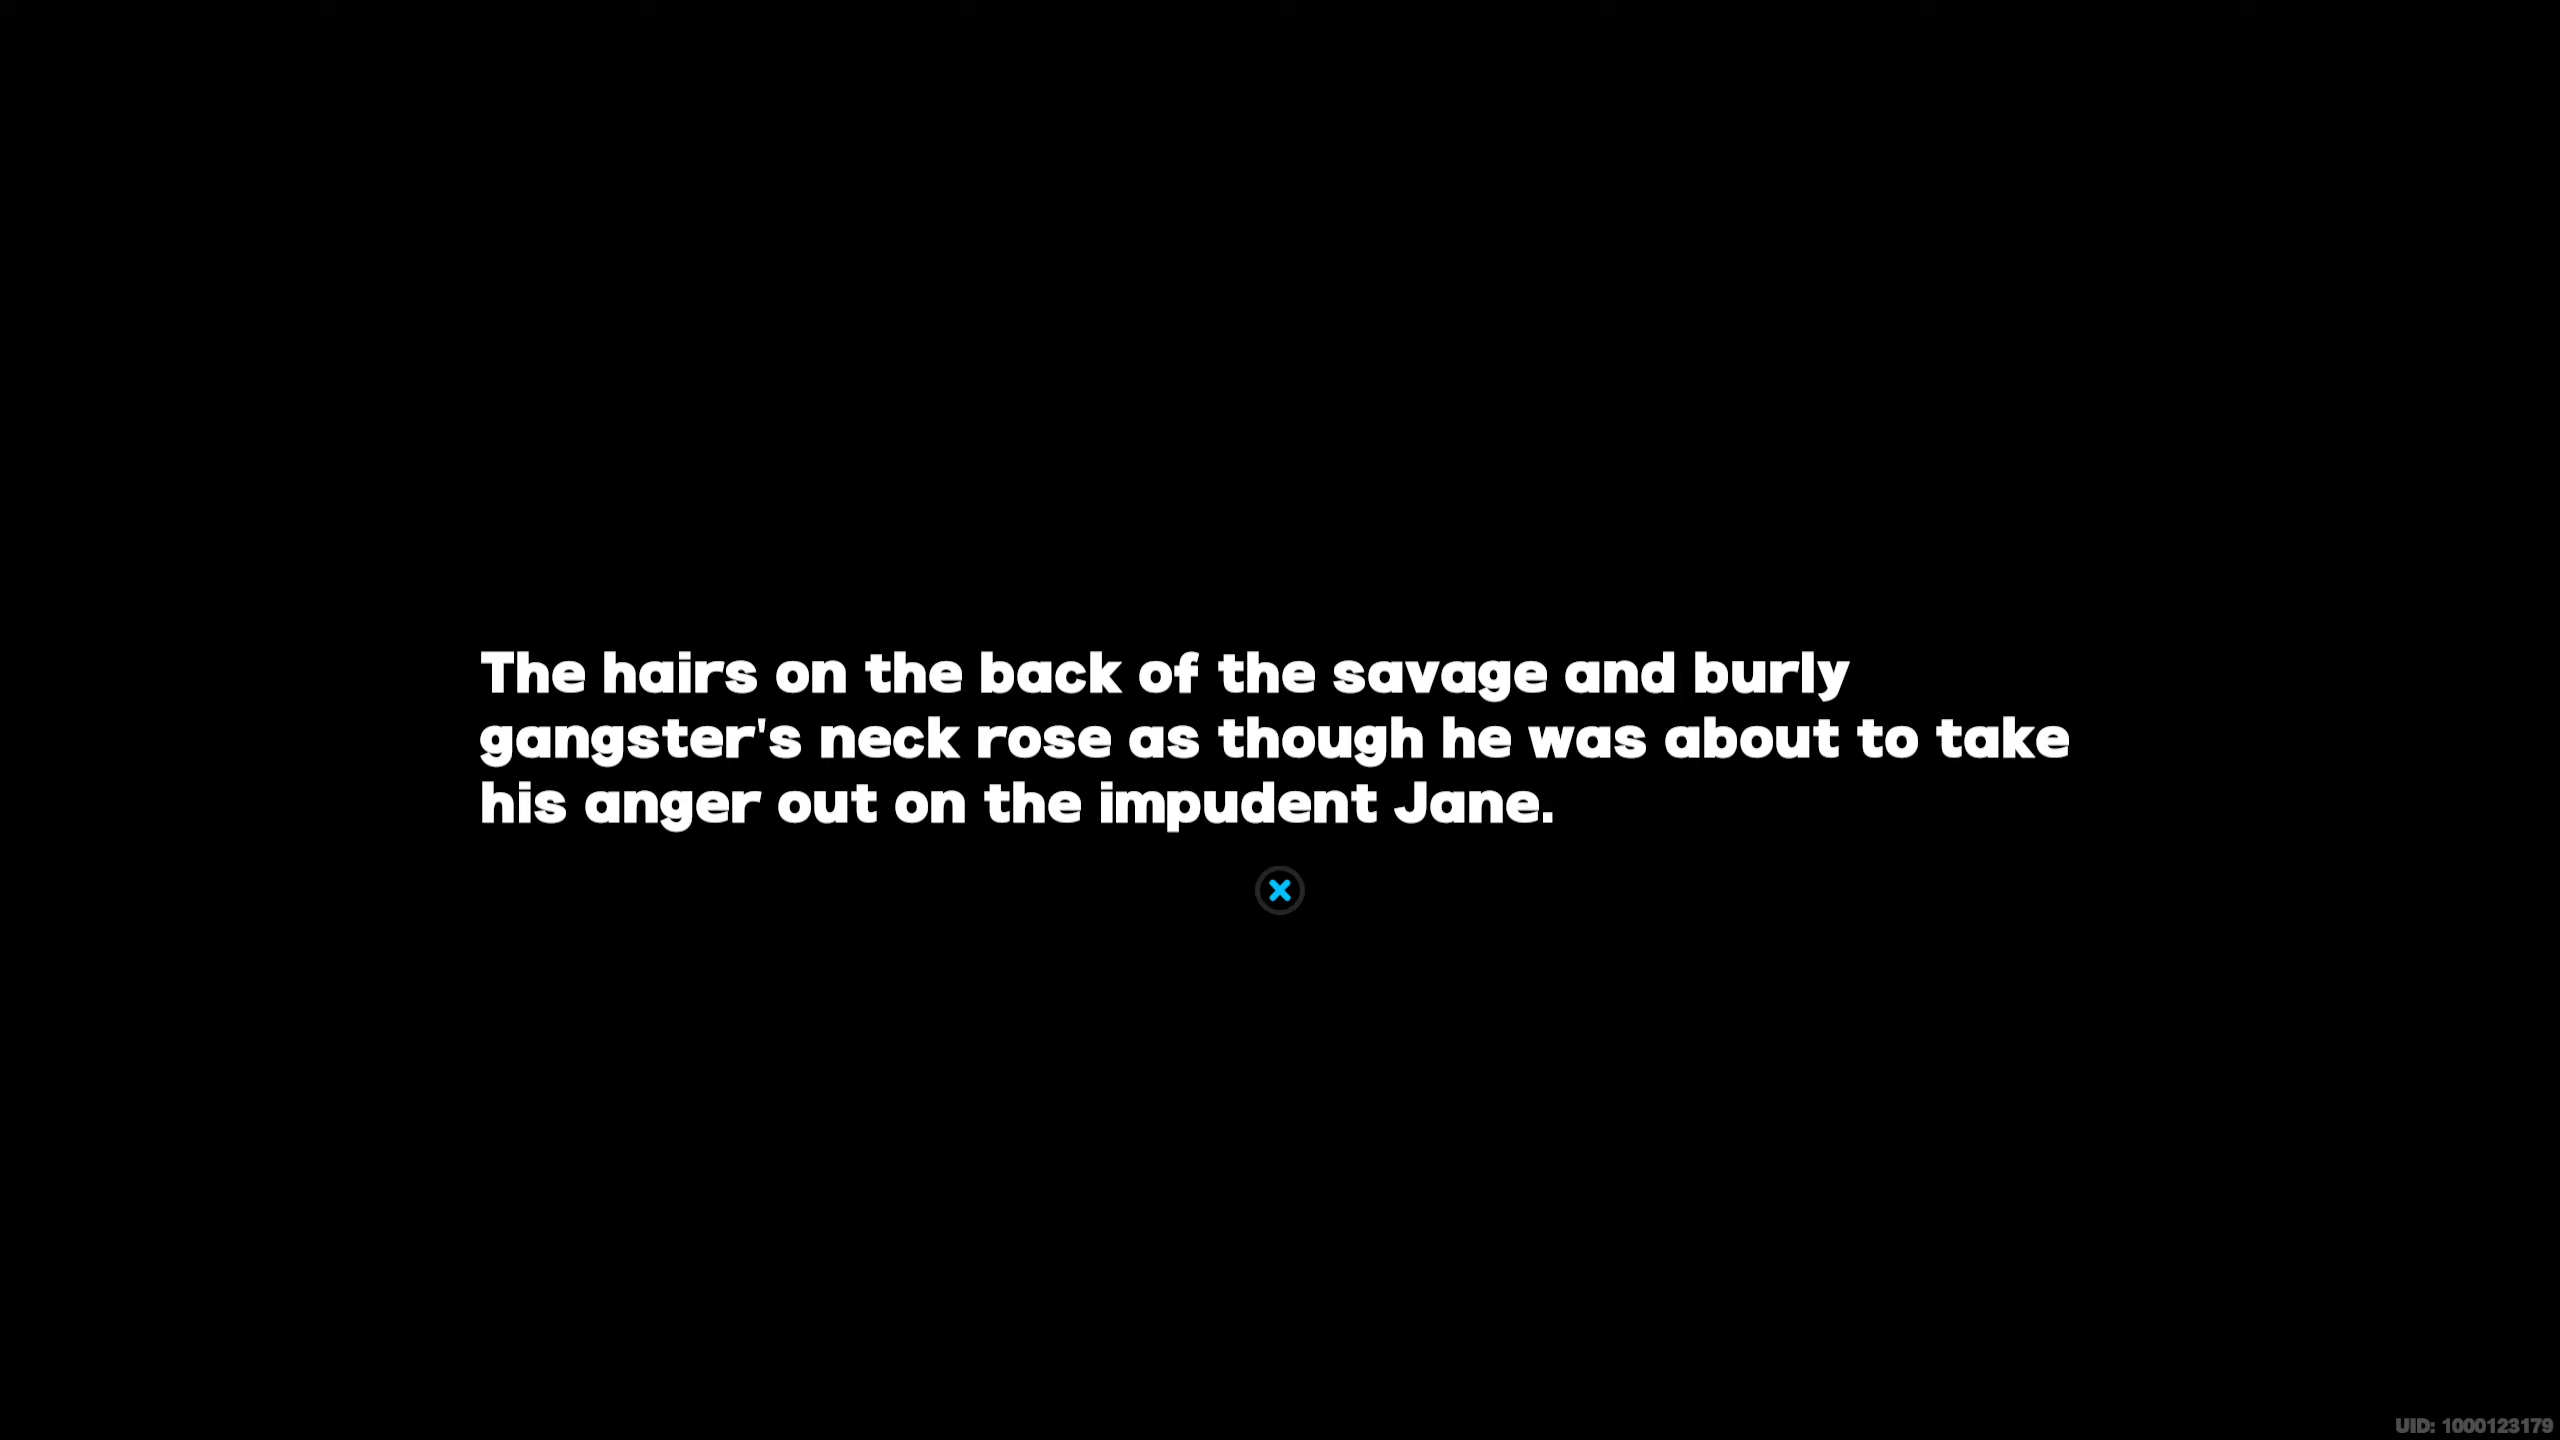 The hairs on the back of the savage and burly
gangster's neck rose as though he was about to take
his anger out on the impudent Jane.
UID: 1000123179